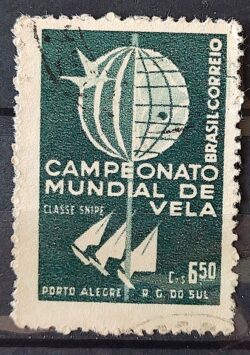 BRASIL CORREIO
CAMPEONATO
MUNDIAL DE
CLASSE SNIPE VELA
Cr$ 6,50
PORTO ALEGRE R. G. DO SUL